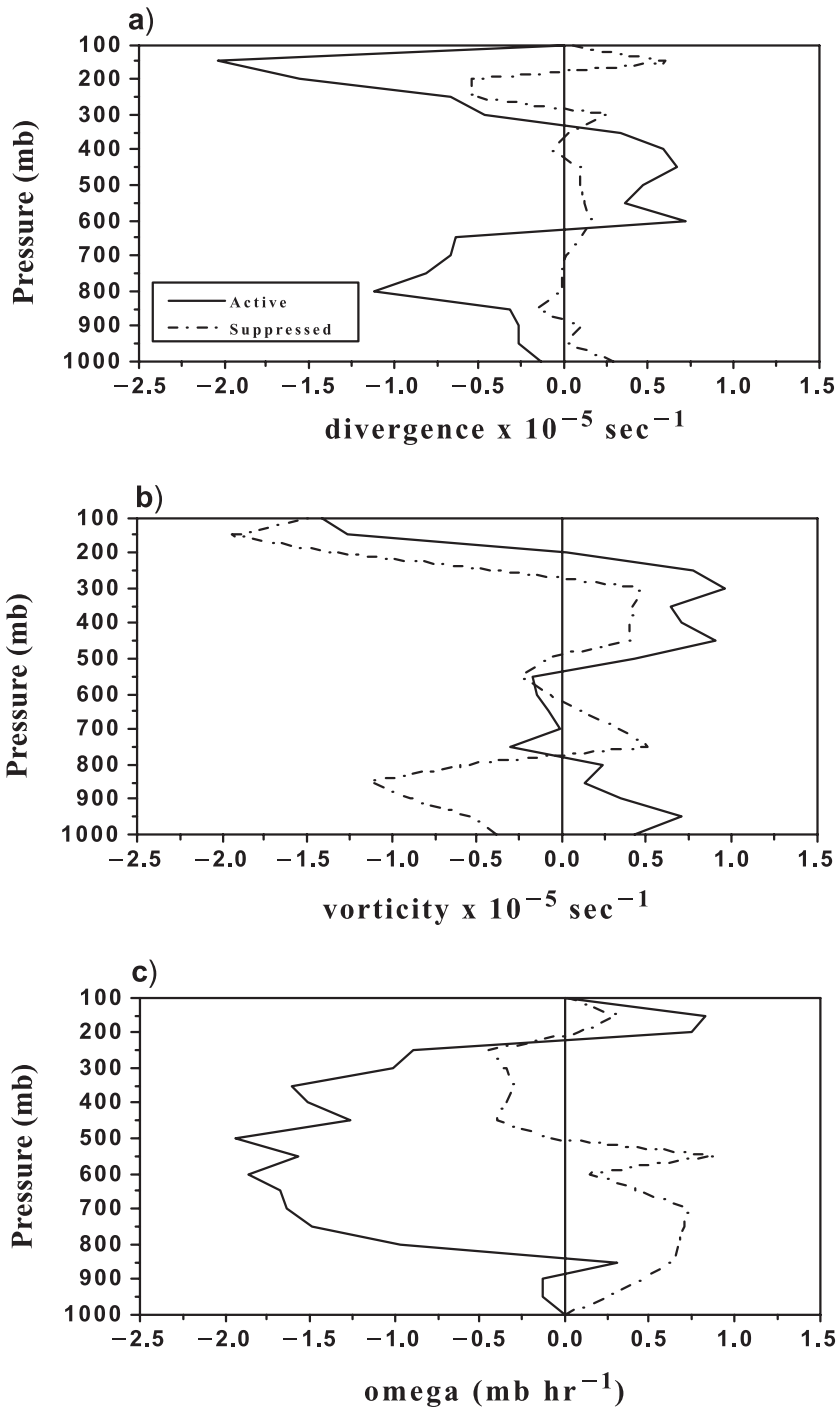 a)
100
200
300
400
500
600
700
800
900
1000
Pressure (mb)
Active
Suppressed
−2.5 −2.0 −1.5 −1.0 −0.5 0.0 0.5 1.0 1.5
divergence x 10⁻⁵ sec⁻¹
b)
100
200
300
400
500
600
700
800
900
1000
Pressure (mb)
−2.5 −2.0 −1.5 −1.0 −0.5 0.0 0.5 1.0 1.5
vorticity x 10⁻⁵ sec⁻¹
c)
100
200
300
400
500
600
700
800
900
1000
Pressure (mb)
−2.5 −2.0 −1.5 −1.0 −0.5 0.0 0.5 1.0 1.5
omega (mb hr⁻¹)